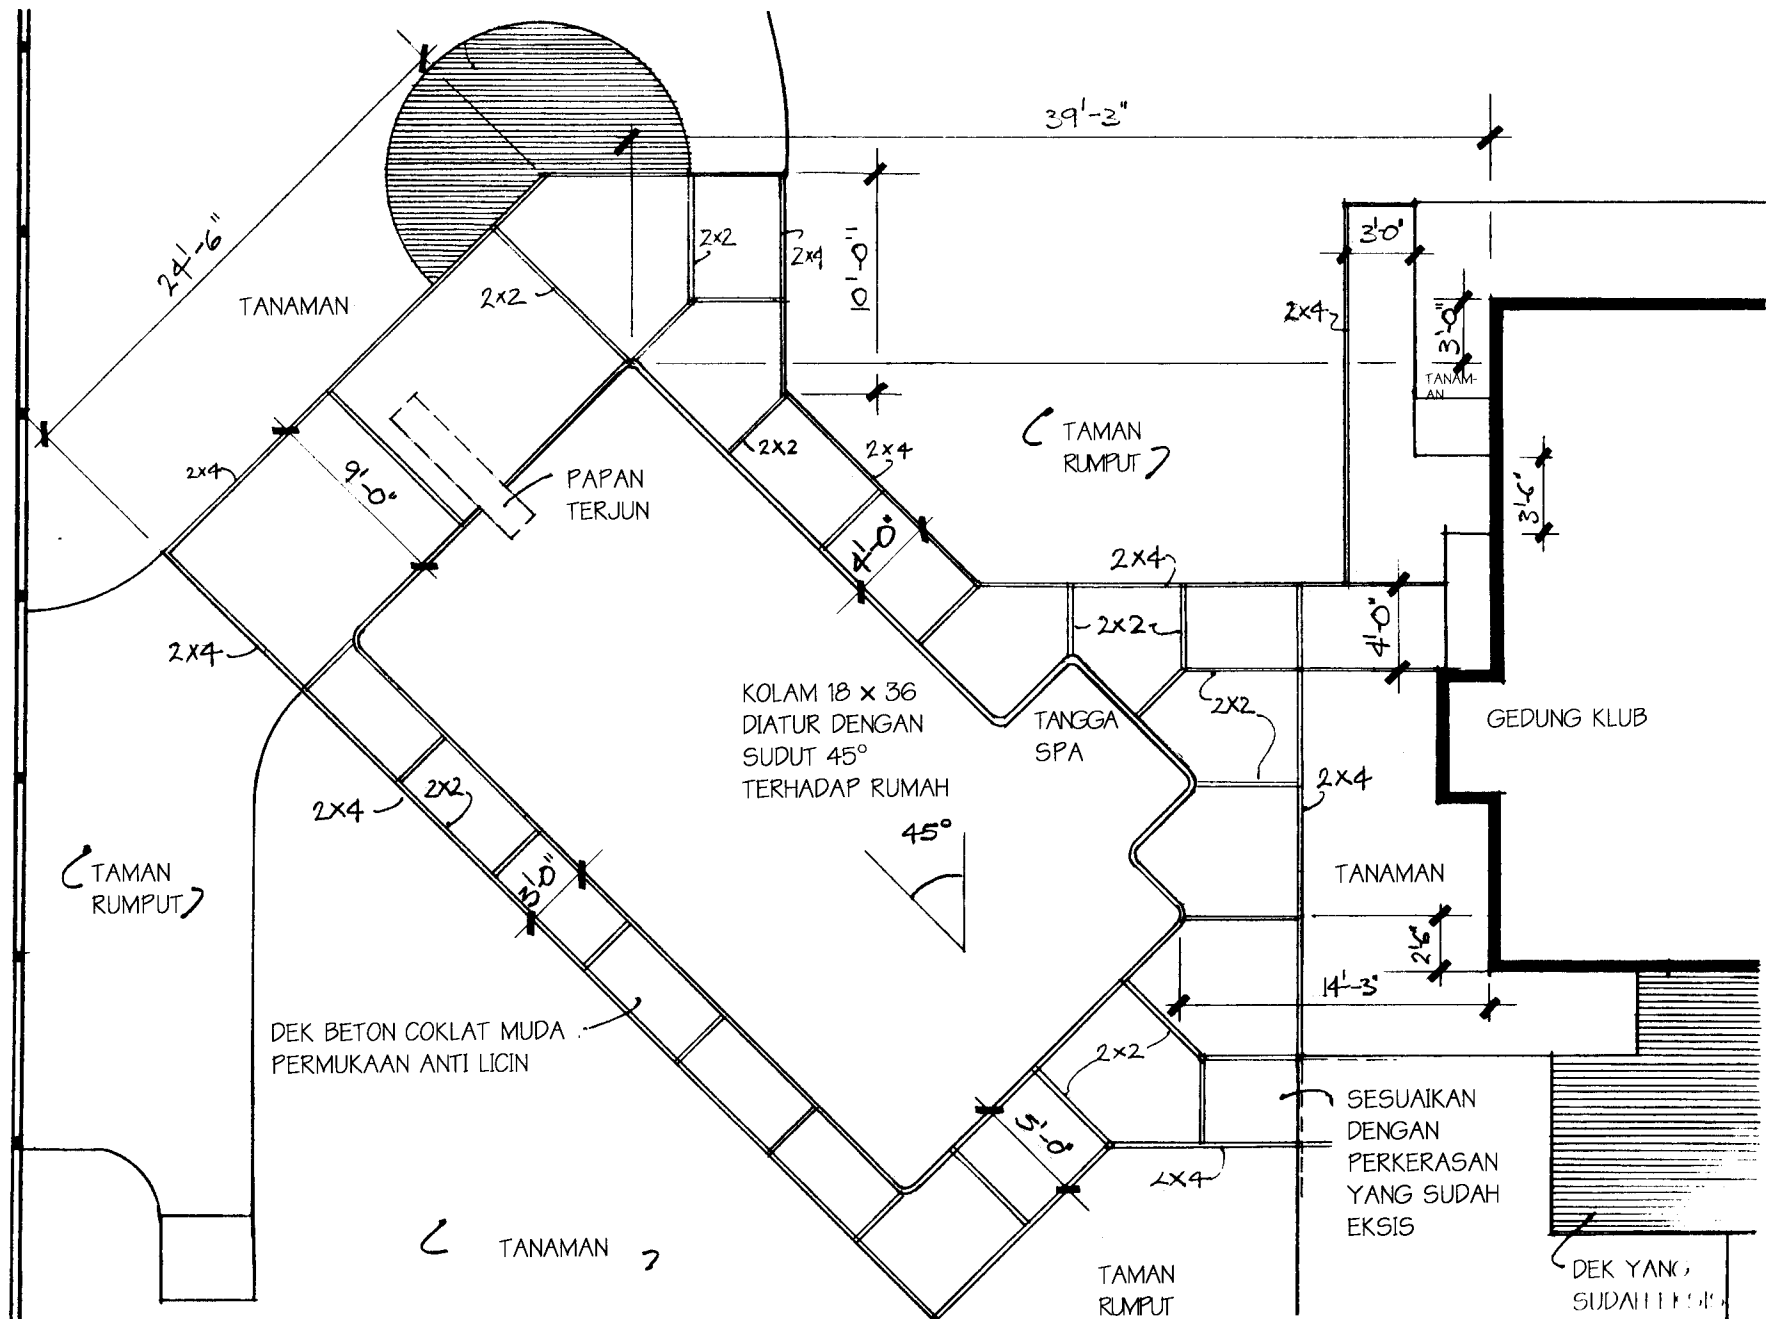 39'-3"
24'-6"
TANAMAN
2x2
2x2
2x4
10'-0"
3'-0"
2x4
3'-0"
TANAM-
AN
TAMAN
RUMPUT
2x4
9'-0"
PAPAN
TERJUN
2x2
2x4
3'-6"
4'-0"
2x4
2x2
4'-0"
2x4
KOLAM 18 x 36
DIATUR DENGAN
SUDUT 45°
TERHADAP RUMAH
TANGGA
SPA
2x2
GEDUNG KLUB
2x4
2x2
2x4
45°
TAMAN
RUMPUT
3'-0"
TANAMAN
2'6"
14'-3"
DEK BETON COKLAT MUDA
PERMUKAAN ANTI LICIN
2x2
5'-0"
2x4
SESUAIKAN
DENGAN
PERKERASAN
YANG SUDAH
EKSIS
TANAMAN
TAMAN
RUMPUT
DEK YANG
SUDAH